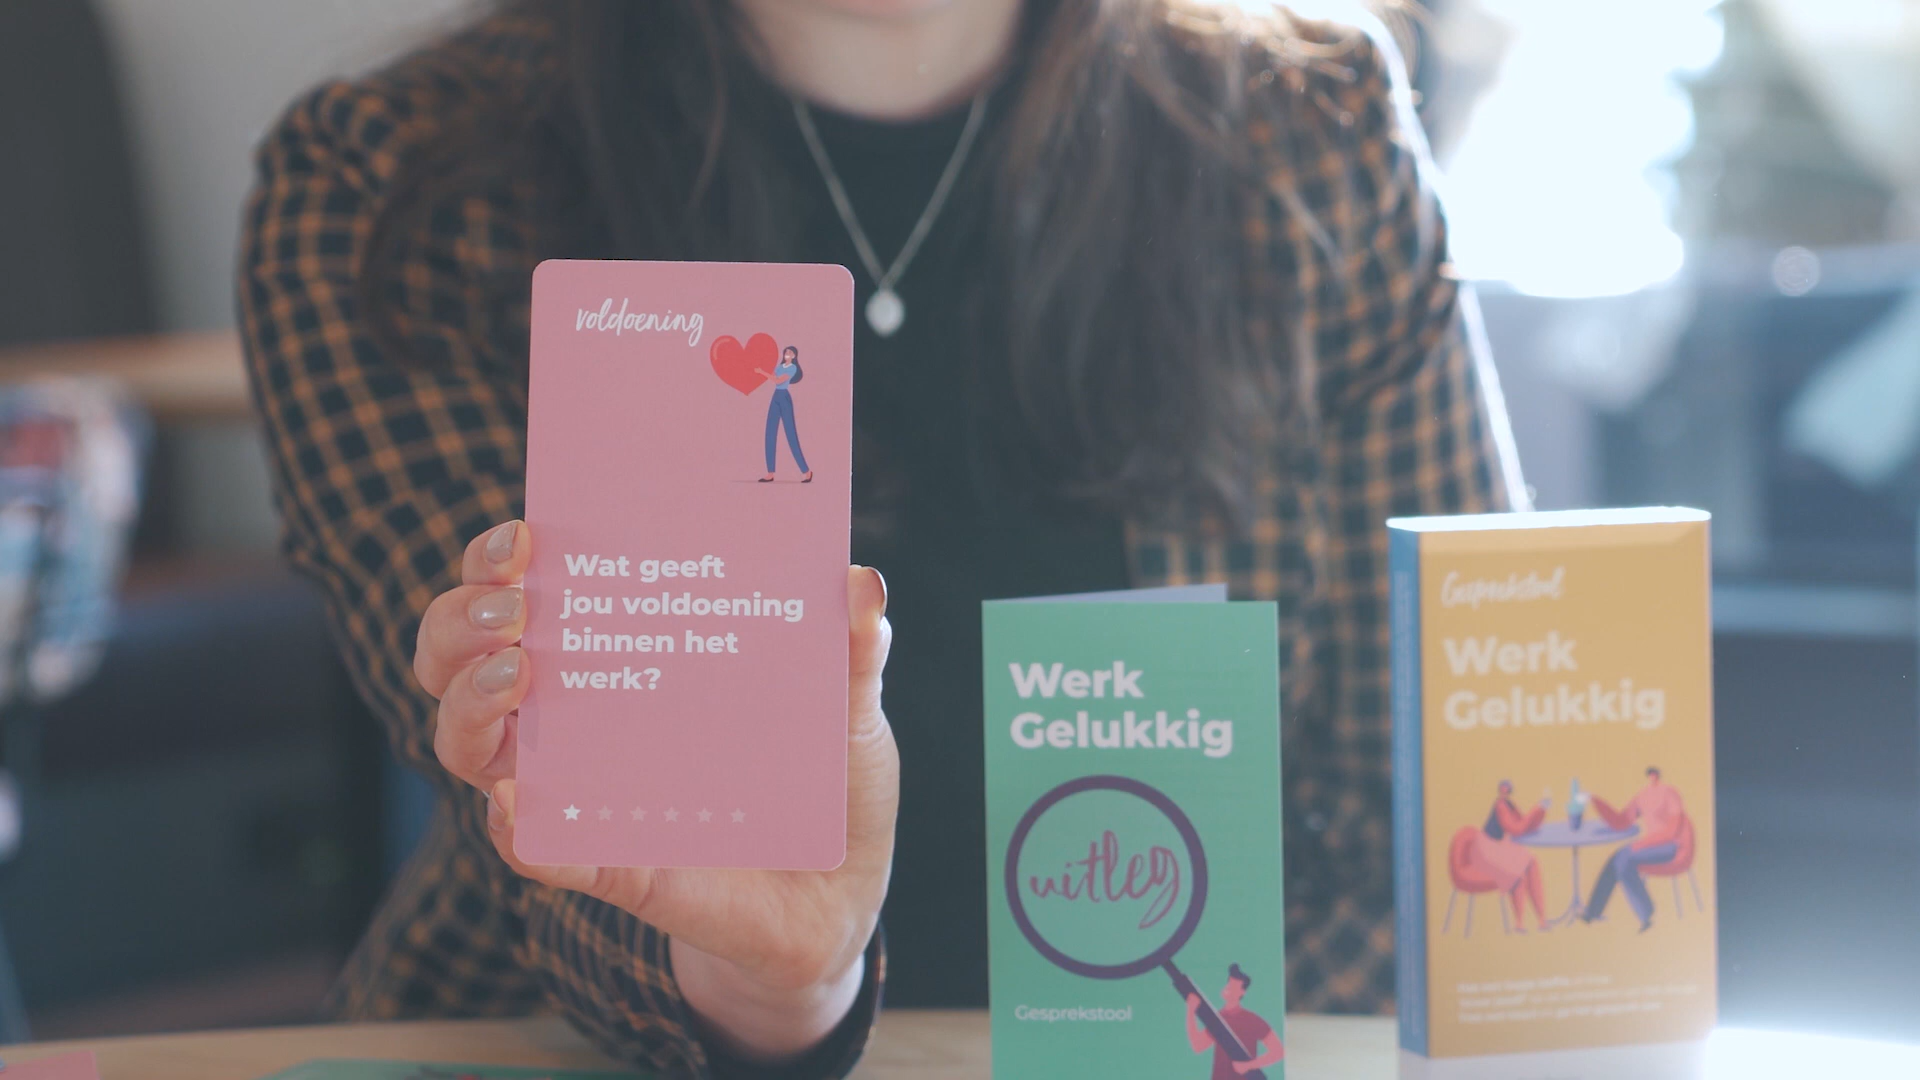 voldoening
Wat geeft
jou voldoening
binnen het
werk?
Werk
Gelukkig
uitleg
Gesprekstool
Gesprekstool
Werk
Gelukkig